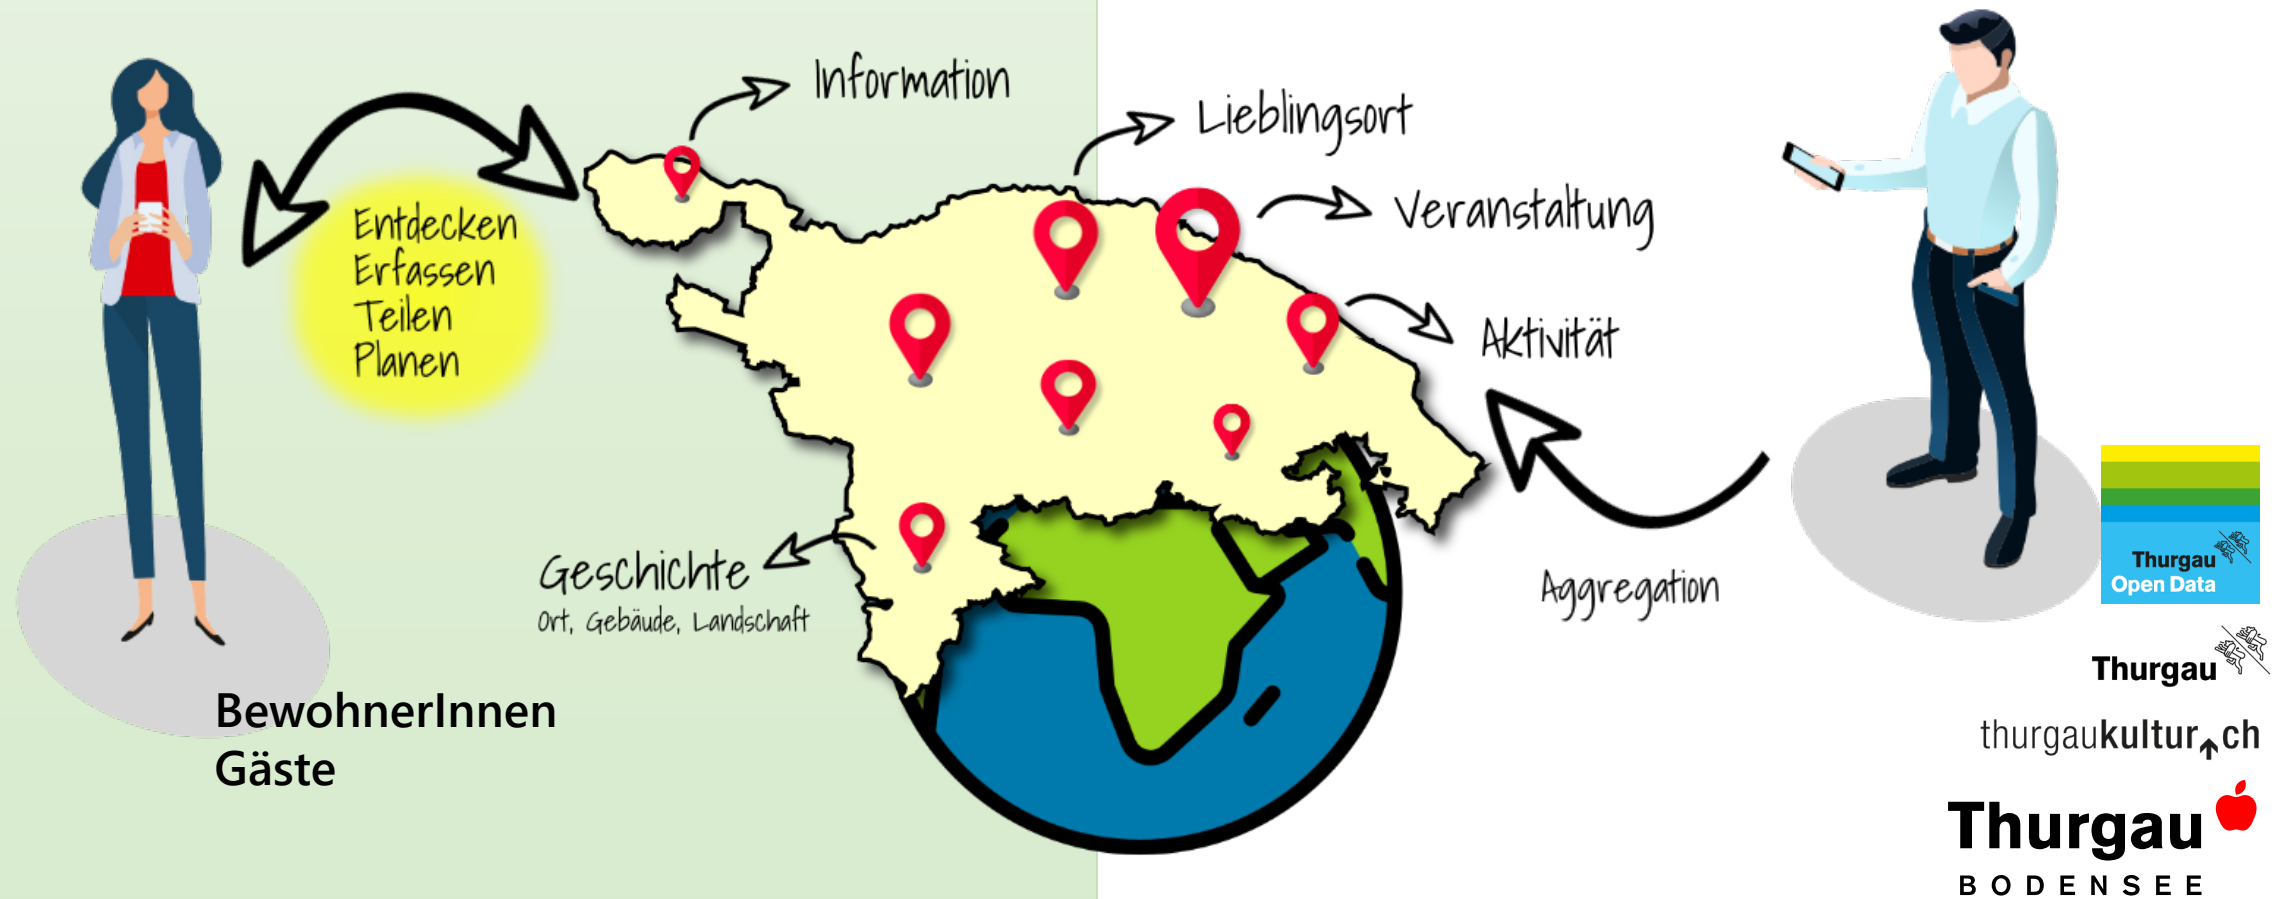 Information
Lieblingsort
Veranstaltung
Aktivität
Entdecken
Erfassen
Teilen
Planen
Geschichte
Ort, Gebäude, Landschaft
Aggregation
BewohnerInnen
Gäste
Thurgau
Open Data
Thurgau
thurgaukultur.ch
Thurgau
BODENSEE